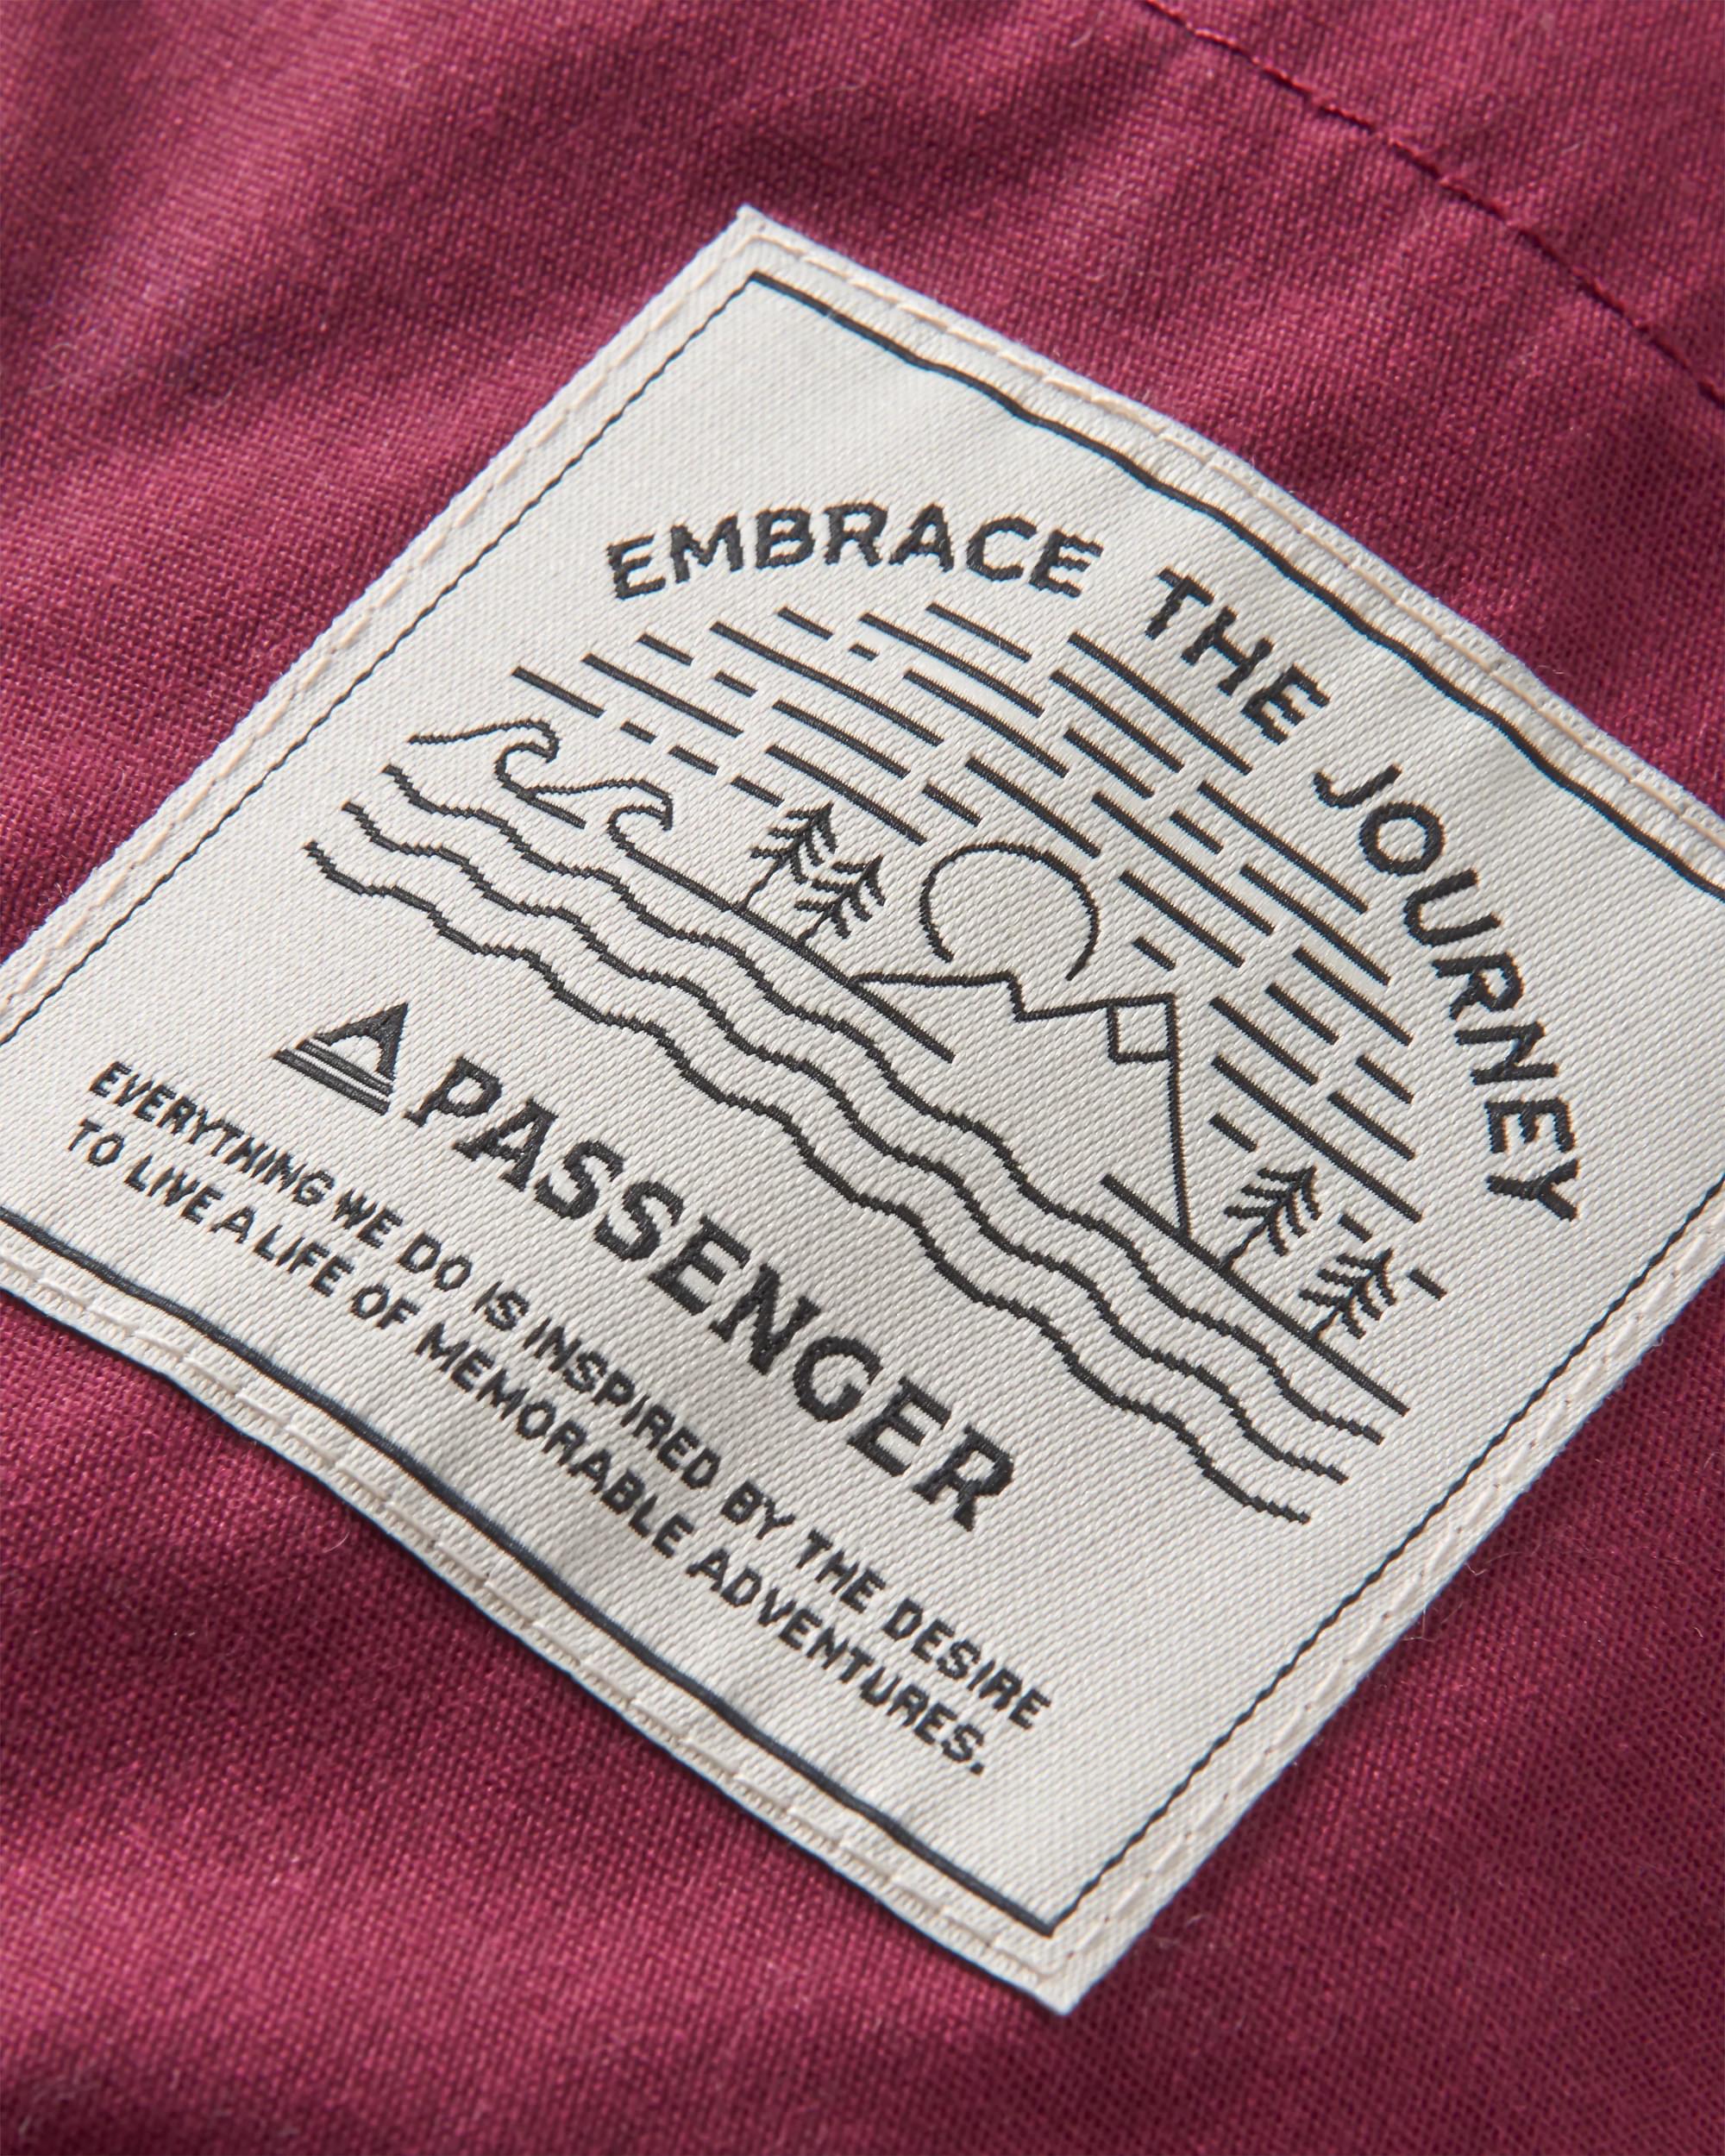 EMBRACE THE JOURNEY
PASSENGER
EVERYTHING WE DO IS INSPIRED BY THE DESIRE
TO LIVE A LIFE OF MEMORABLE ADVENTURES.